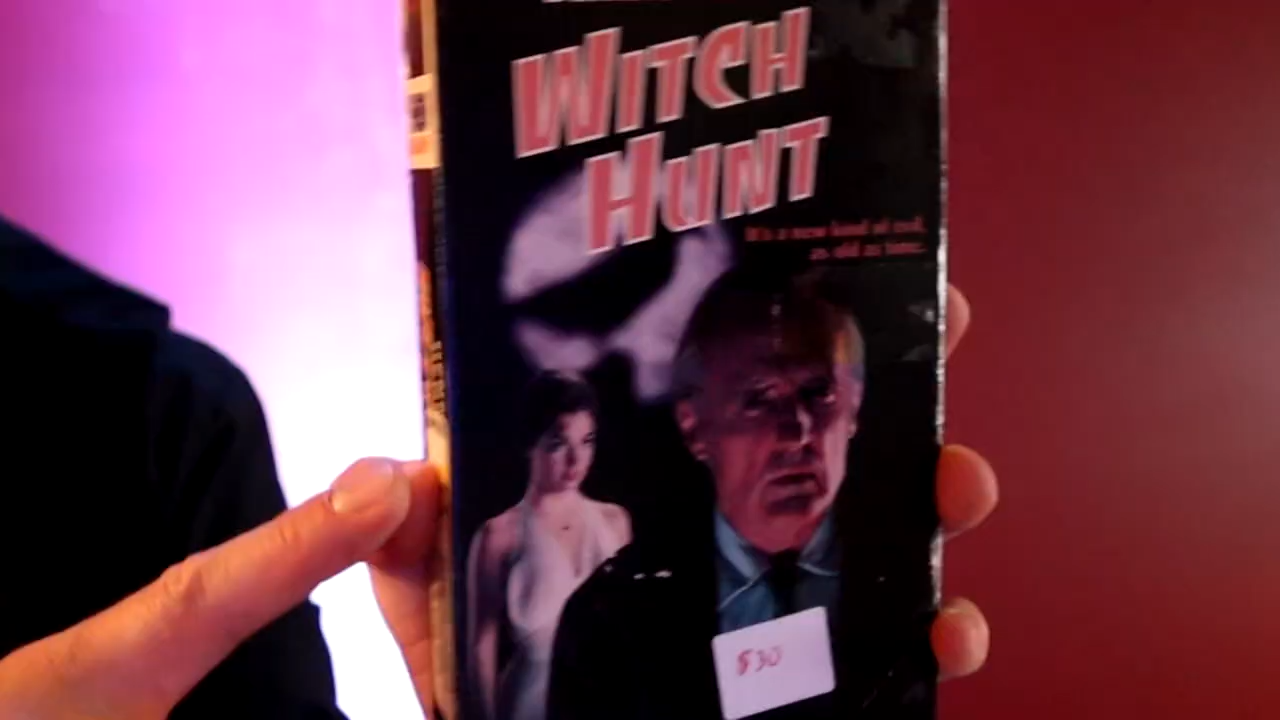 WITCH
HUNT
It's a new kind of evil,
as old as time.
$30